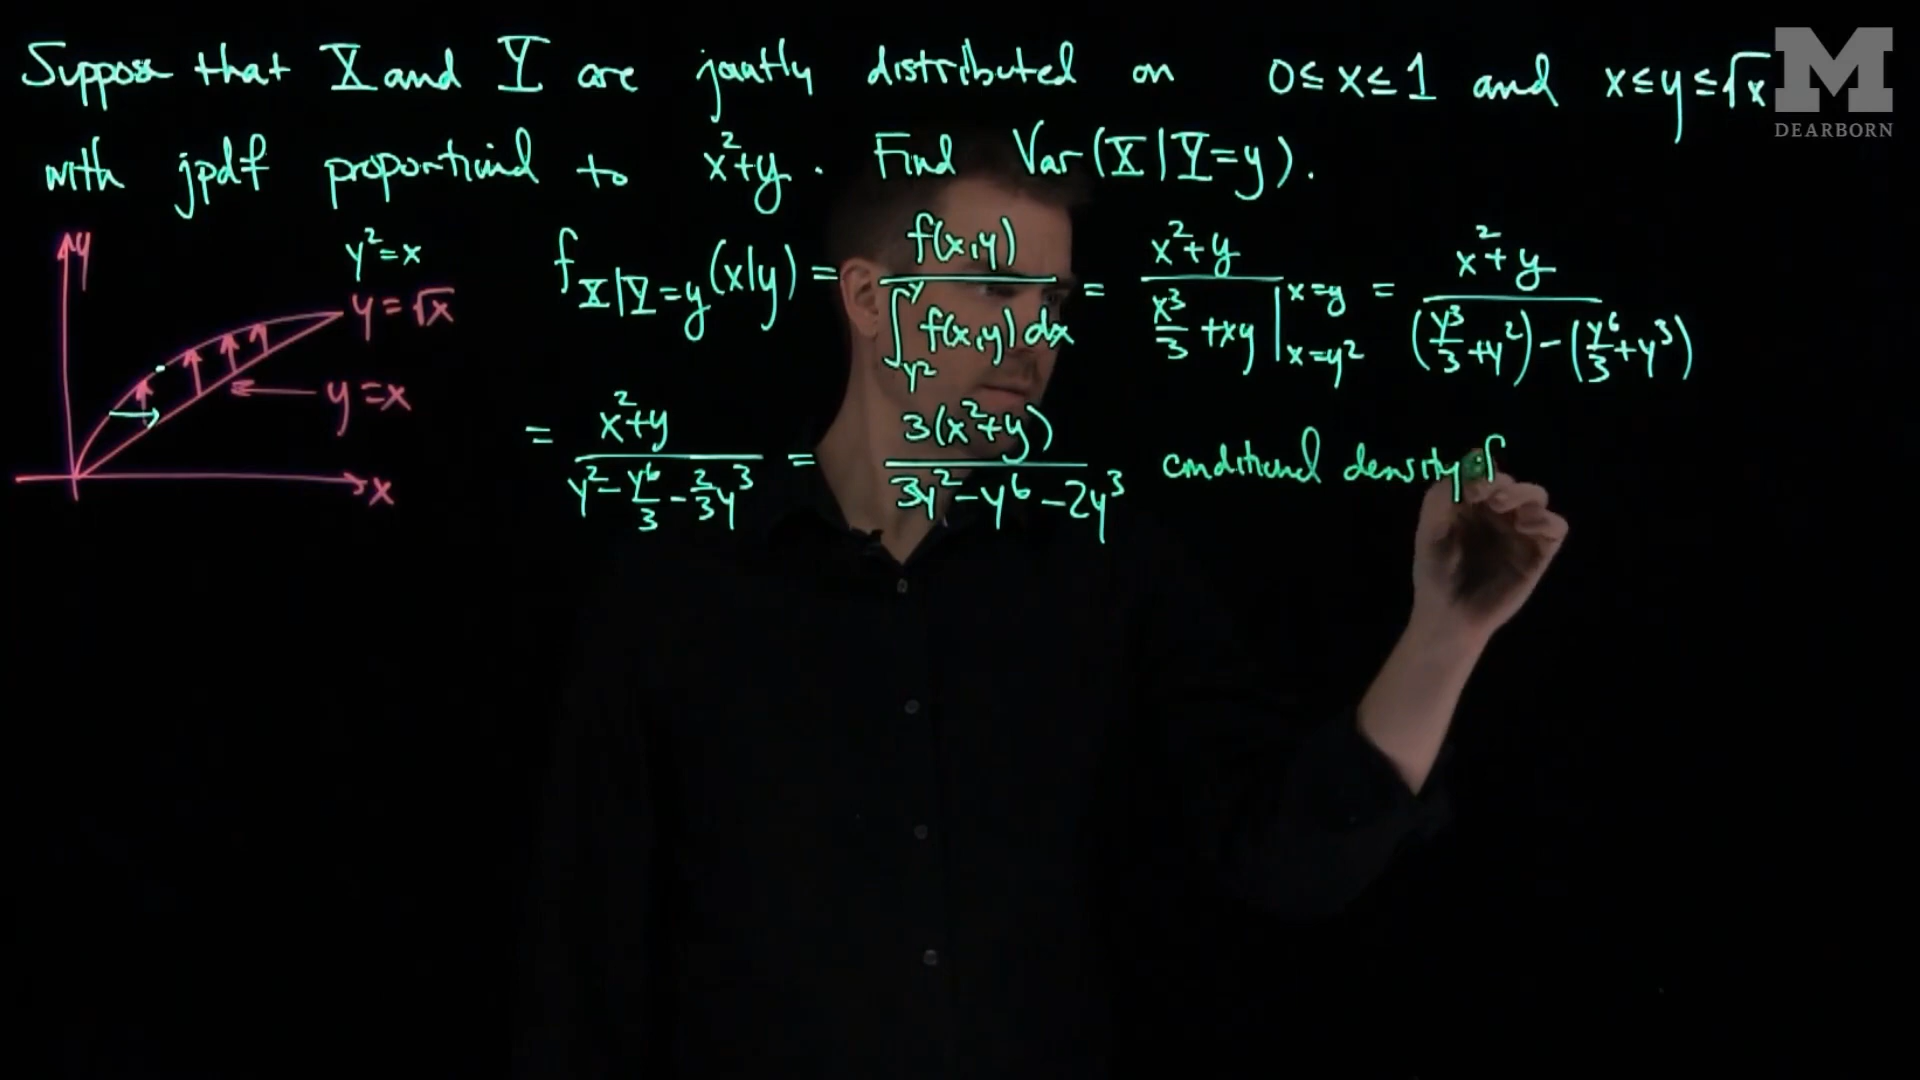 Suppose that X and Y are jointly distributed on 0≤x≤1 and x≤y≤√x
with jpdf proportional to x²+y. Find Var(X|Y=y).
M
DEARBORN
y
y²=x
y=√x
y=x
x
f_{X|Y=y}(x|y) = f(x,y) / ∫_{y²}^{y} f(x,y)dx = (x²+y) / (x³/3 + xy |_{x=y²}^{x=y}) = (x²+y) / ((y³/3+y²)-(y⁶/3+y³))
= (x²+y) / (y²-y⁶/3-2/3y³) = 3(x²+y) / (3y²-y⁶-2y³) conditional density of